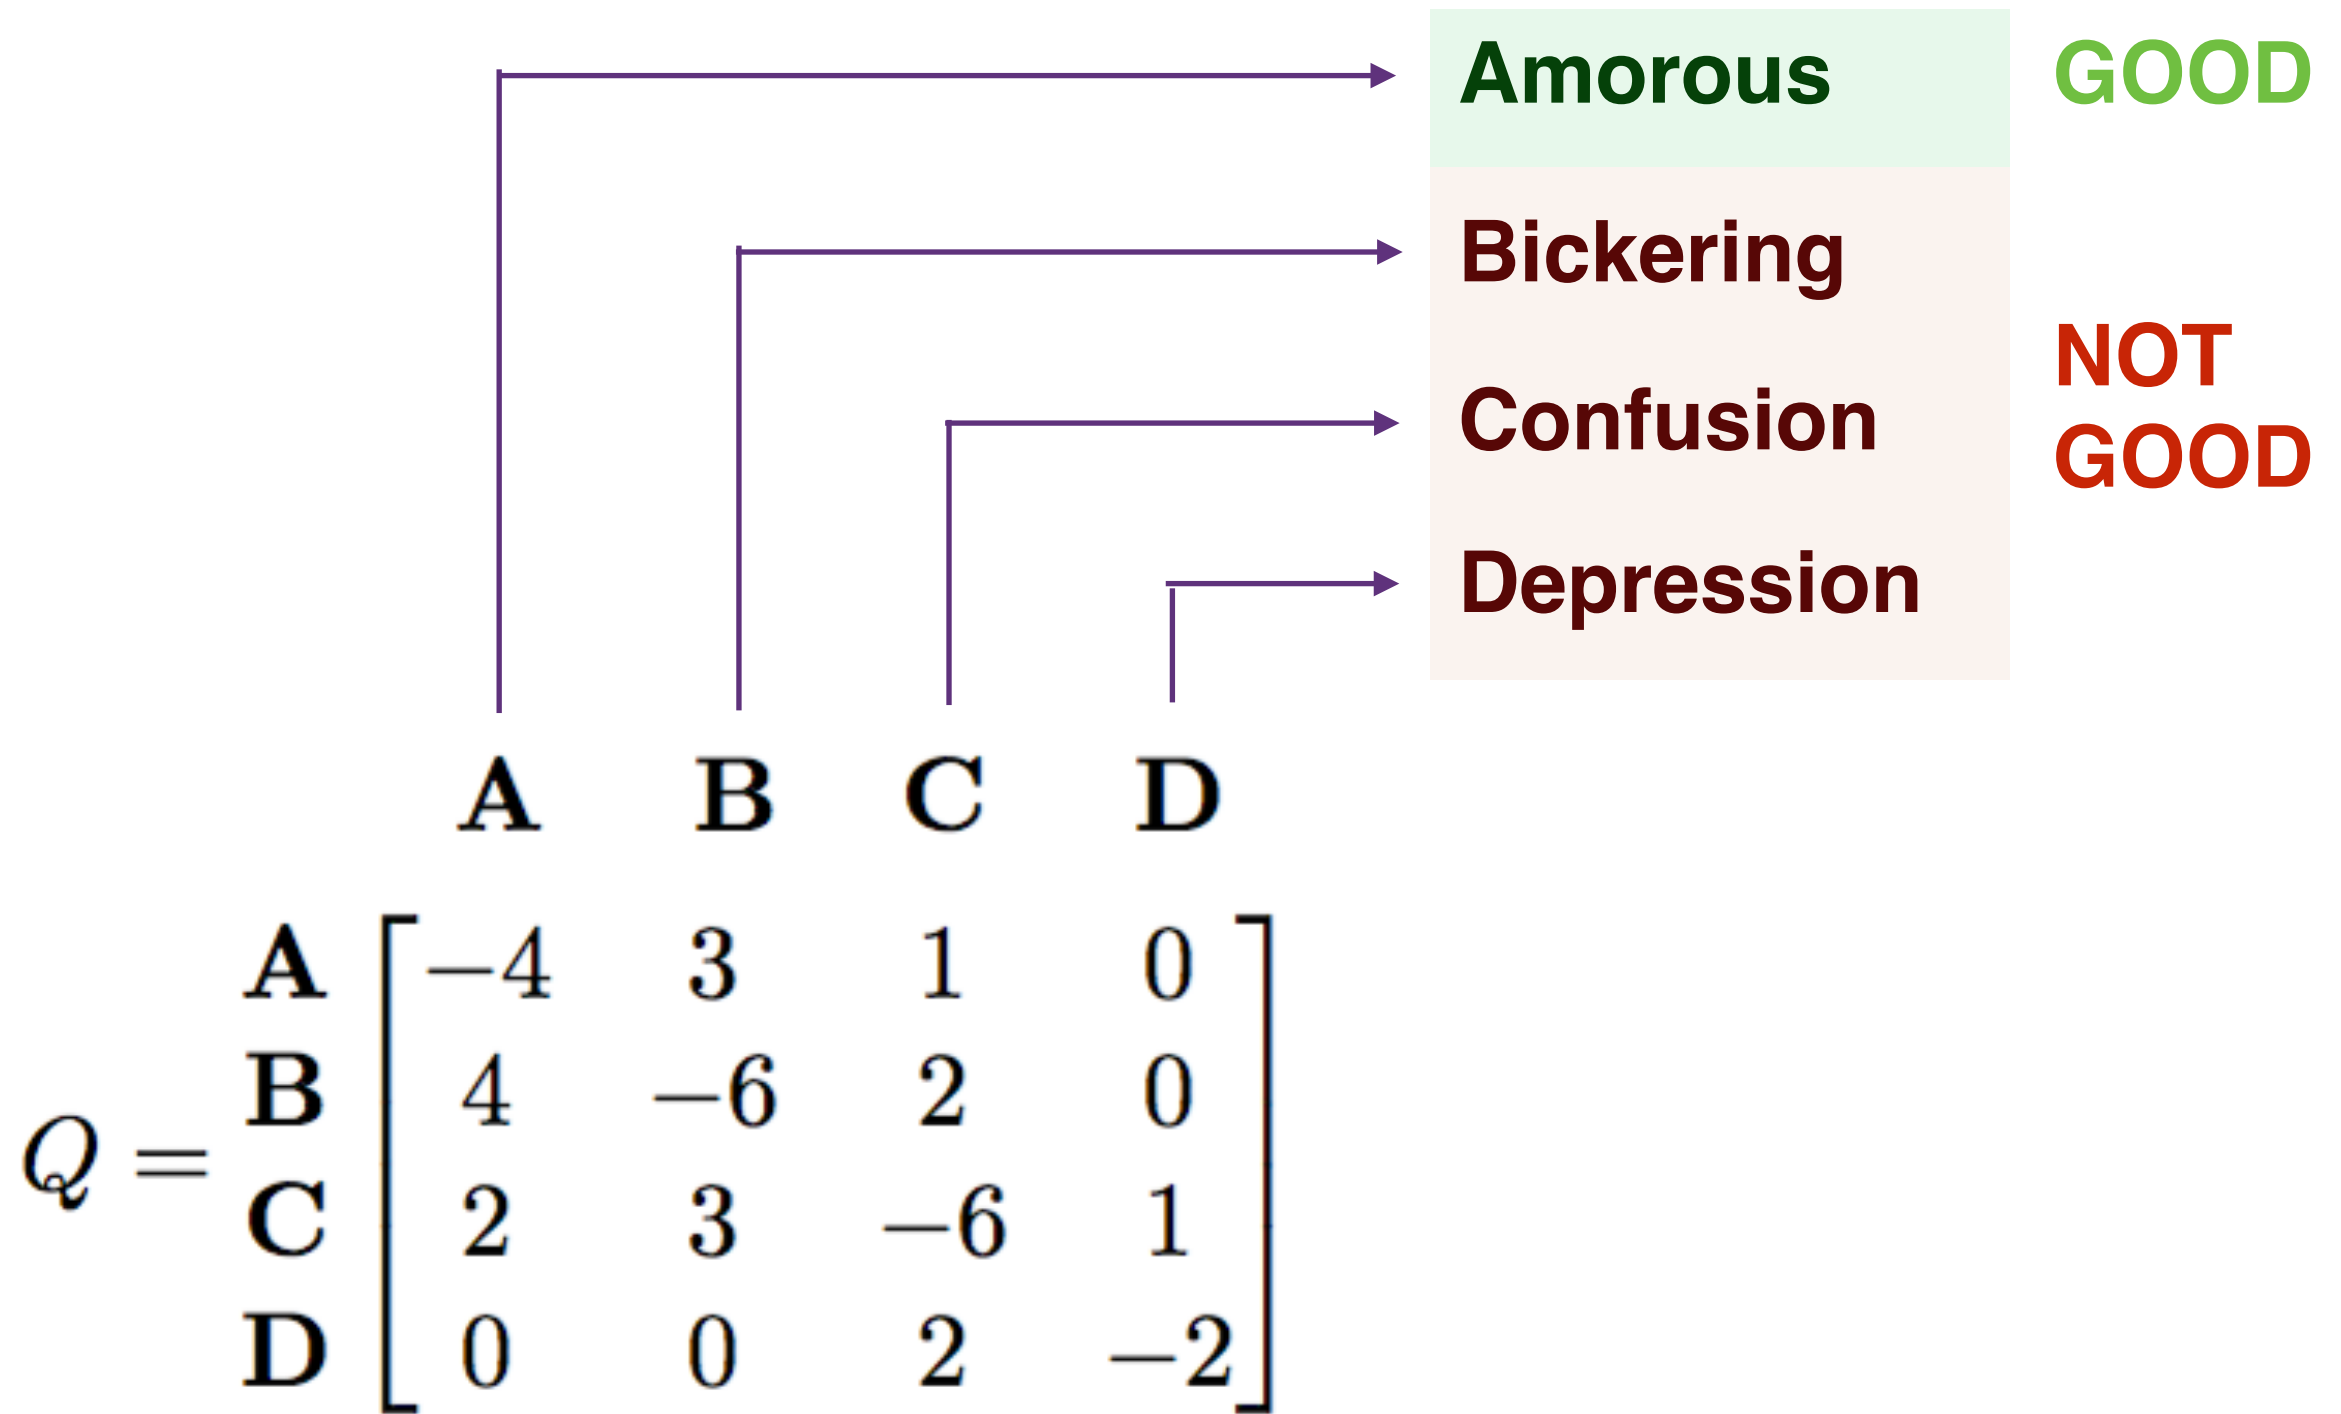 Amorous GOOD
Bickering
NOT
Confusion
GOOD
Depression
A B C D
A −4 3 1 0
B 4 −6 2 0
Q =
C 2 3 −6 1
D 0 0 2 −2